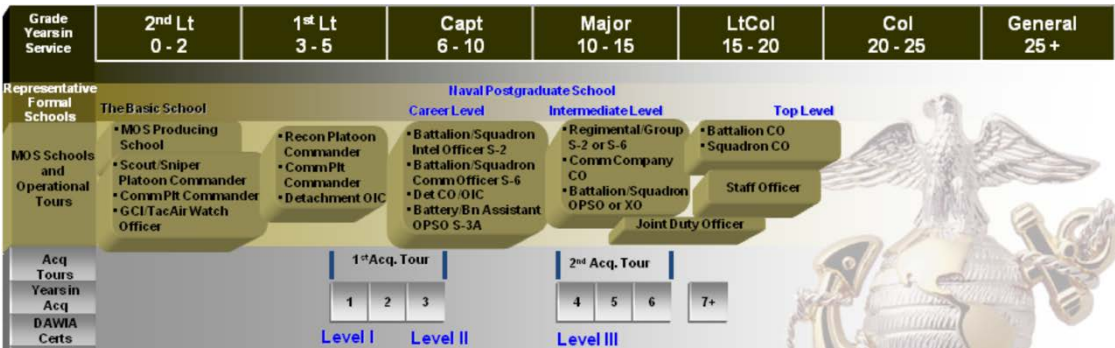 Grade
Years in
Service
2nd Lt
0 - 2
1st Lt
3 - 5
Capt
6 - 10
Major
10 - 15
LtCol
15 - 20
Col
20 - 25
General
25 +
Representative
Formal
Schools
The Basic School
Naval Postgraduate School
Career Level
Intermediate Level
Top Level
MOS Schools
and
Operational
Tours
• MOS Producing
School
• Scout/Sniper
Platoon Commander
• Comm Plt Commander
• GCI/TacAir Watch
Officer
• Recon Platoon
Commander
• Comm Plt
Commander
• Detachment OIC
• Battalion/Squadron
Intel Officer S-2
• Battalion/Squadron
Comm Officer S-6
• Det CO/OIC
• Battery/Bn Assistant
OPSO S-3A
• Regimental/Group
S-2 or S-6
• Comm Company
CO
• Battalion/Squadron
OPSO or XO
Joint Duty Officer
• Battalion CO
• Squadron CO
Staff Officer
Acq
Tours
1st Acq. Tour
2nd Acq. Tour
Years in
Acq
1 2 3
4 5 6
7+
DAWIA
Certs
Level I
Level II
Level III